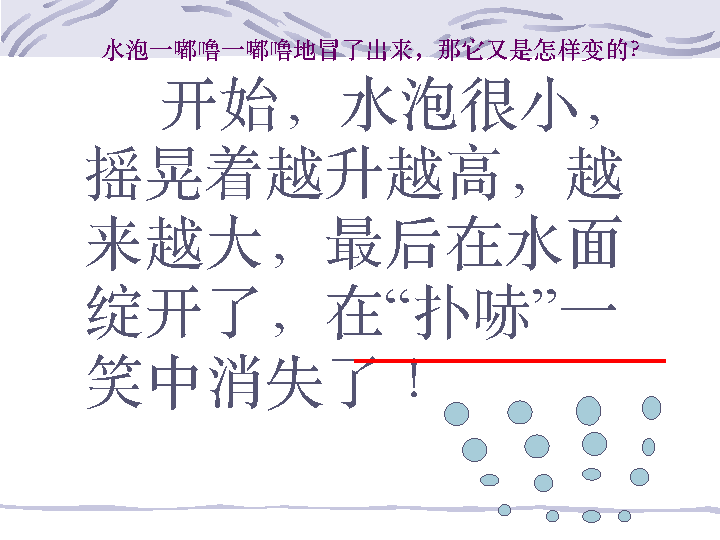 水泡一嘟噜一嘟噜地冒了出来，那它又是怎样变的?
开始，水泡很小，
摇晃着越升越高，越
来越大，最后在水面
绽开了，在“扑哧”一
笑中消失了！